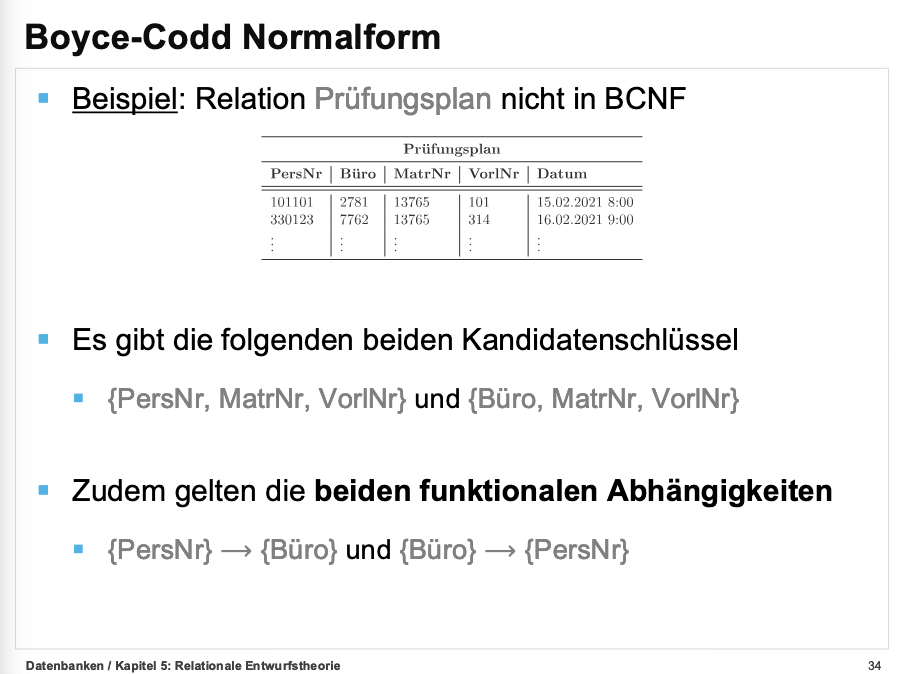 Boyce-Codd Normalform
Beispiel: Relation Prüfungsplan nicht in BCNF
Prüfungsplan
PersNr Büro MatrNr VorlNr Datum
101101 2781 13765 101 15.02.2021 8:00
330123 7762 13765 314 16.02.2021 9:00
⋮ ⋮ ⋮ ⋮ ⋮
Es gibt die folgenden beiden Kandidatenschlüssel
{PersNr, MatrNr, VorlNr} und {Büro, MatrNr, VorlNr}
Zudem gelten die beiden funktionalen Abhängigkeiten
{PersNr} ⟶ {Büro} und {Büro} ⟶ {PersNr}
Datenbanken / Kapitel 5: Relationale Entwurfstheorie
34